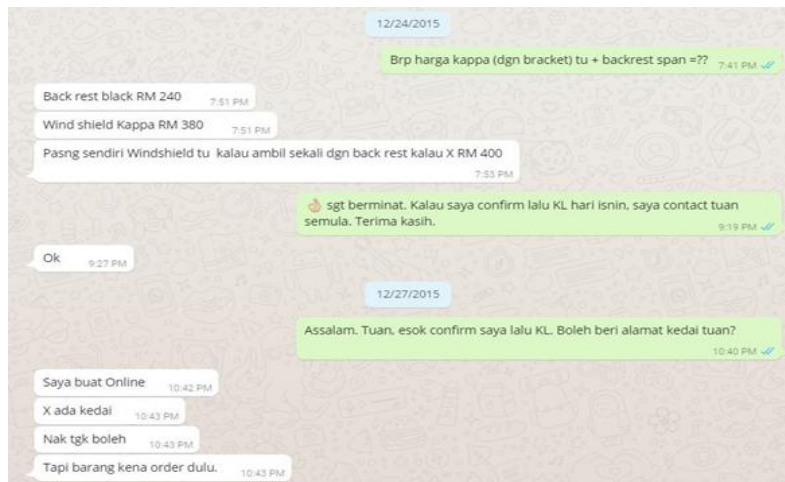 12/24/2015
Brp harga kappa (dgn bracket) tu + backrest span =?? 7:41 PM
Back rest black RM 240 7:51 PM
Wind shield Kappa RM 380 7:51 PM
Pasng sendiri Windshield tu kalau ambil sekali dgn back rest kalau X RM 400
7:53 PM
👌 sgt berminat. Kalau saya confirm lalu KL hari isnin, saya contact tuan
semula. Terima kasih. 9:19 PM
Ok 9:27 PM
12/27/2015
Assalam. Tuan, esok confirm saya lalu KL. Boleh beri alamat kedai tuan?
10:40 PM
Saya buat Online 10:42 PM
X ada kedai 10:43 PM
Nak tgk boleh 10:43 PM
Tapi barang kena order dulu. 10:43 PM